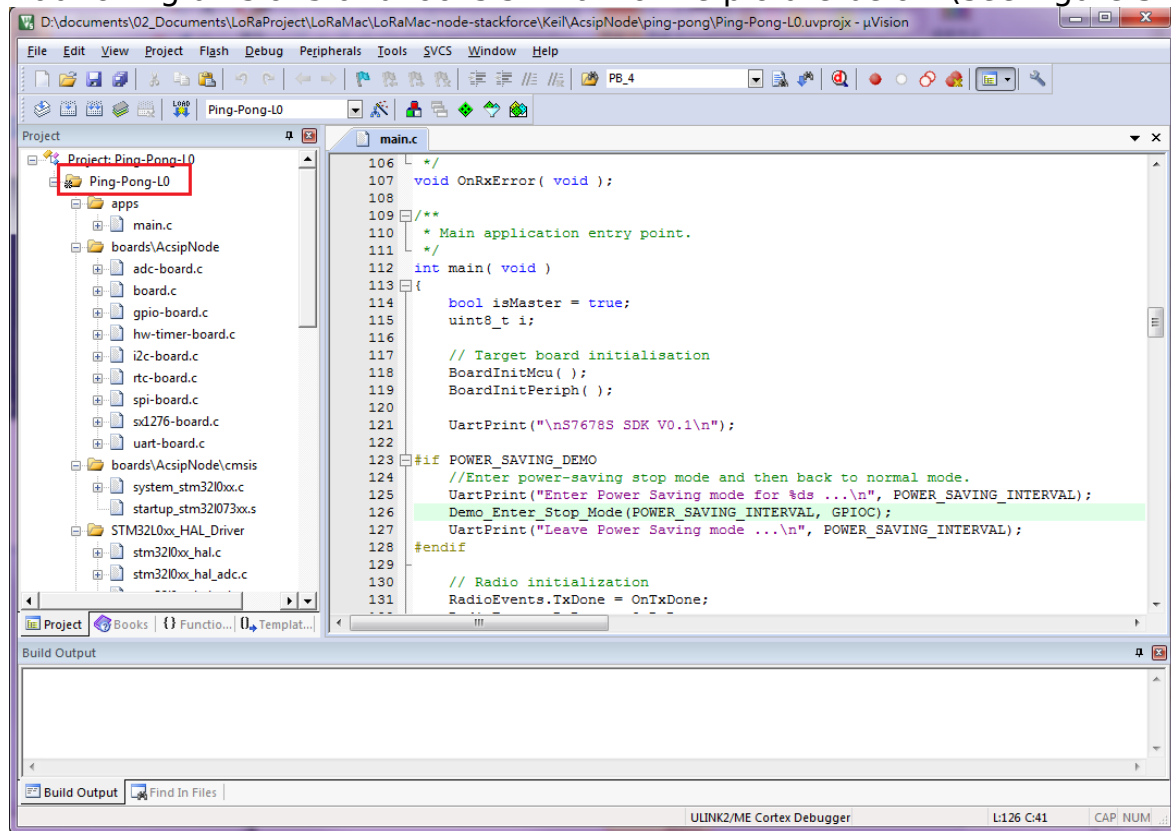 D:\documents\02_Documents\LoRaProject\LoRaMac\LoRaMac-node-stackforce\Keil\AcsipNode\ping-pong\Ping-Pong-L0.uvprojx - µVision
File Edit View Project Flash Debug Peripherals Tools SVCS Window Help
PB_4
LOAD Ping-Pong-L0
Project
main.c
Project: Ping-Pong-L0
Ping-Pong-L0
apps
main.c
boards\AcsipNode
adc-board.c
board.c
gpio-board.c
hw-timer-board.c
i2c-board.c
rtc-board.c
spi-board.c
sx1276-board.c
uart-board.c
boards\AcsipNode\cmsis
system_stm32l0xx.c
startup_stm32l073xx.s
STM32L0xx_HAL_Driver
stm32l0xx_hal.c
stm32l0xx_hal_adc.c
Project Books {} Functio... Templat...
106 */
107 void OnRxError( void );
108
109 /**
110 * Main application entry point.
111 */
112 int main( void )
113 {
114 bool isMaster = true;
115 uint8_t i;
116
117 // Target board initialisation
118 BoardInitMcu( );
119 BoardInitPeriph( );
120
121 UartPrint("\nS7678S SDK V0.1\n");
122
123 #if POWER_SAVING_DEMO
124 //Enter power-saving stop mode and then back to normal mode.
125 UartPrint("Enter Power Saving mode for %ds ...\n", POWER_SAVING_INTERVAL);
126 Demo_Enter_Stop_Mode(POWER_SAVING_INTERVAL, GPIOC);
127 UartPrint("Leave Power Saving mode ...\n", POWER_SAVING_INTERVAL);
128 #endif
129
130 // Radio initialization
131 RadioEvents.TxDone = OnTxDone;
Build Output
Build Output Find In Files
ULINK2/ME Cortex Debugger L:126 C:41 CAP NUM